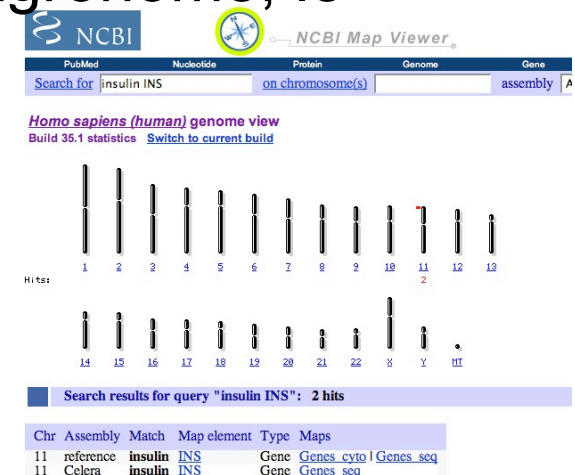 NCBI
NCBI Map Viewer
PubMed Nucleotide Protein Genome Gene
Search for insulin INS on chromosome(s) assembly
Homo sapiens (human) genome view
Build 35.1 statistics Switch to current build
1 2 3 4 5 6 7 8 9 10 11 12 13
Hits: 2
14 15 16 17 18 19 20 21 22 X Y MT
Search results for query "insulin INS": 2 hits
Chr Assembly Match Map element Type Maps
11 reference insulin INS Gene Genes_cyto | Genes_seq
11 Celera insulin INS Gene Genes_seq